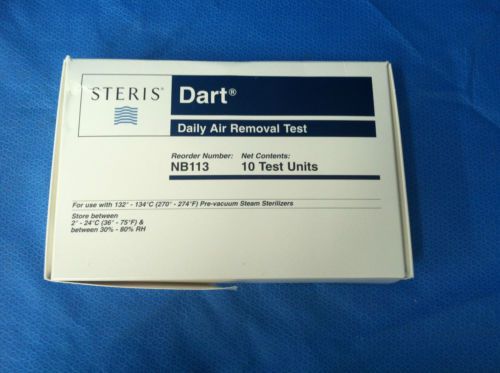 STERIS®
Dart®
Daily Air Removal Test
Reorder Number: Net Contents:
NB113 10 Test Units
For use with 132° - 134°C (270° - 274°F) Pre-vacuum Steam Sterilizers
Store between
2° - 24°C (36° - 75°F) &
between 30% - 80% RH